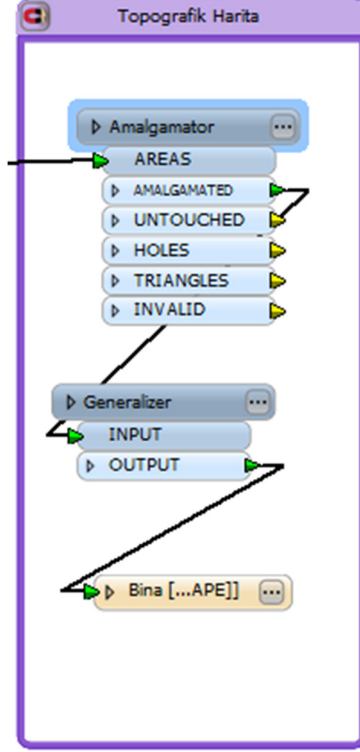 Topografik Harita
Amalgamator
AREAS
AMALGAMATED
UNTOUCHED
HOLES
TRIANGLES
INVALID
Generalizer
INPUT
OUTPUT
Bina [...APE]]